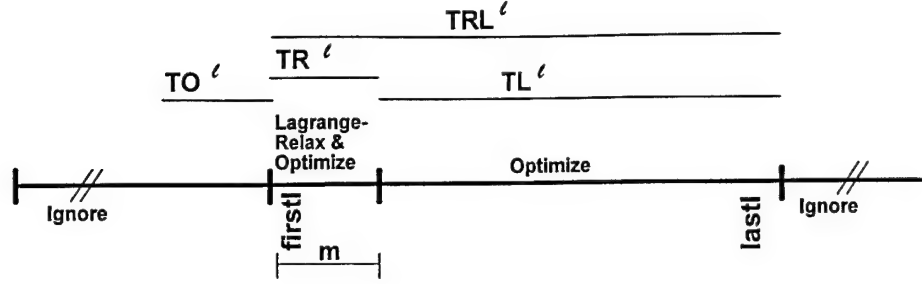 TRL ℓ
TR ℓ
TO ℓ
TL ℓ
Lagrange-
Relax &
Optimize
Optimize
Ignore
firstl
lastl
Ignore
m